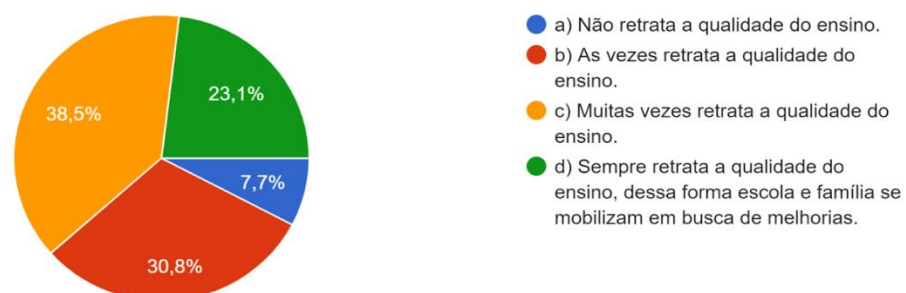 38,5%
23,1%
7,7%
30,8%
a) Não retrata a qualidade do ensino.
b) As vezes retrata a qualidade do
ensino.
c) Muitas vezes retrata a qualidade do
ensino.
d) Sempre retrata a qualidade do
ensino, dessa forma escola e família se
mobilizam em busca de melhorias.